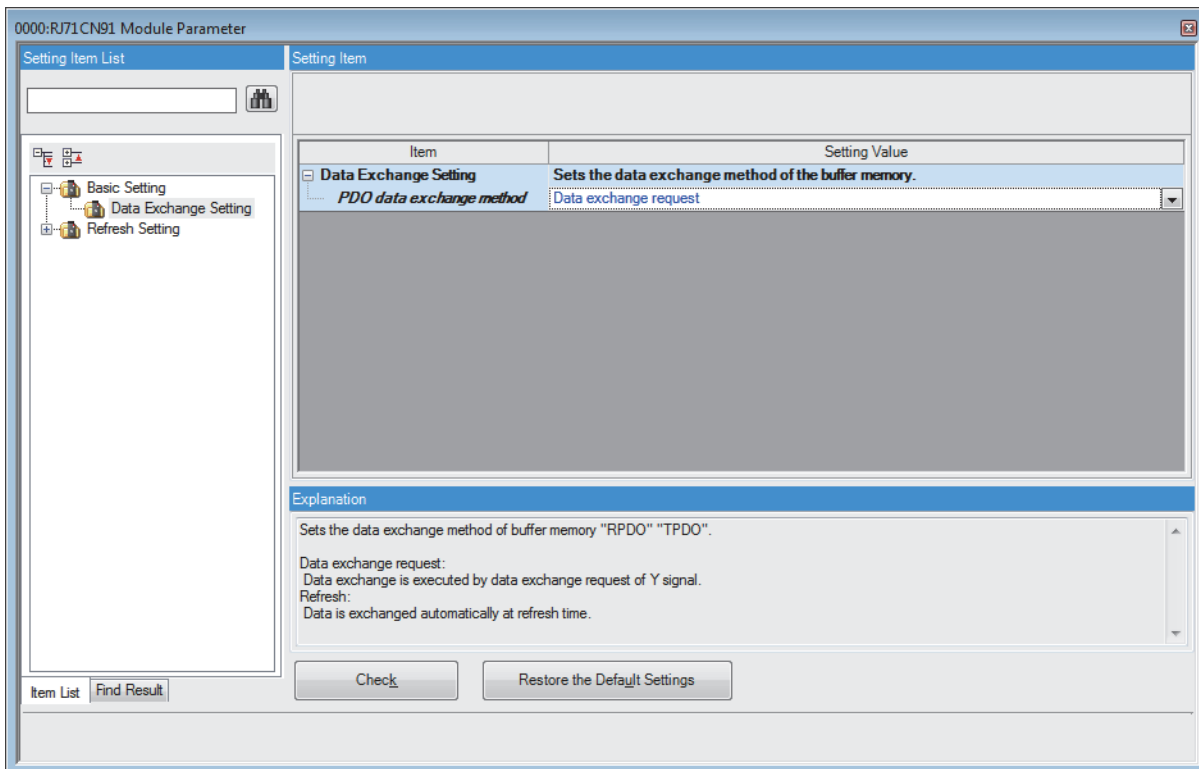 0000:RJ71CN91 Module Parameter
Setting Item List
Setting Item
Basic Setting
Data Exchange Setting
Refresh Setting
Item List
Find Result
Item
Setting Value
Data Exchange Setting
Sets the data exchange method of the buffer memory.
PDO data exchange method
Data exchange request
Explanation
Sets the data exchange method of buffer memory "RPDO" "TPDO".
Data exchange request:
Data exchange is executed by data exchange request of Y signal.
Refresh:
Data is exchanged automatically at refresh time.
Check
Restore the Default Settings